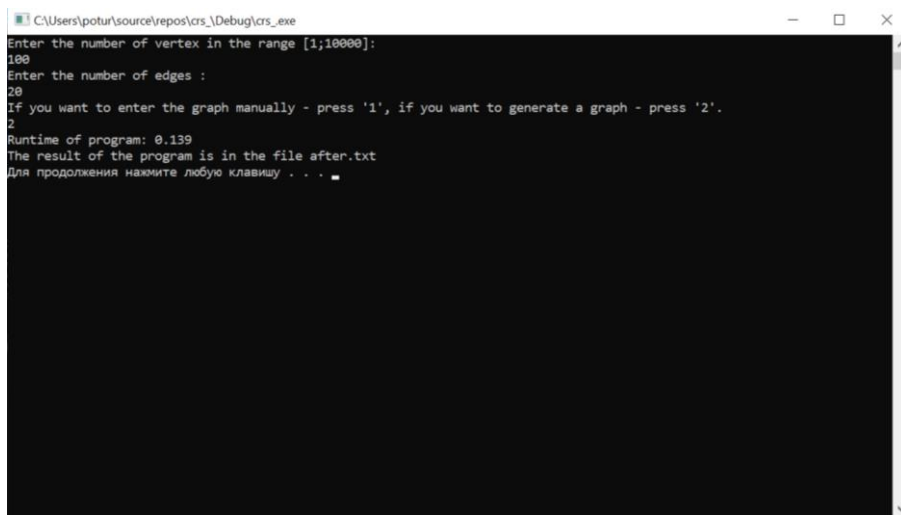 C:\Users\potur\source\repos\crs_\Debug\crs_.exe
Enter the number of vertex in the range [1;10000]:
100
Enter the number of edges :
20
If you want to enter the graph manually - press '1', if you want to generate a graph - press '2'.
2
Runtime of program: 0.139
The result of the program is in the file after.txt
Для продолжения нажмите любую клавишу . . .